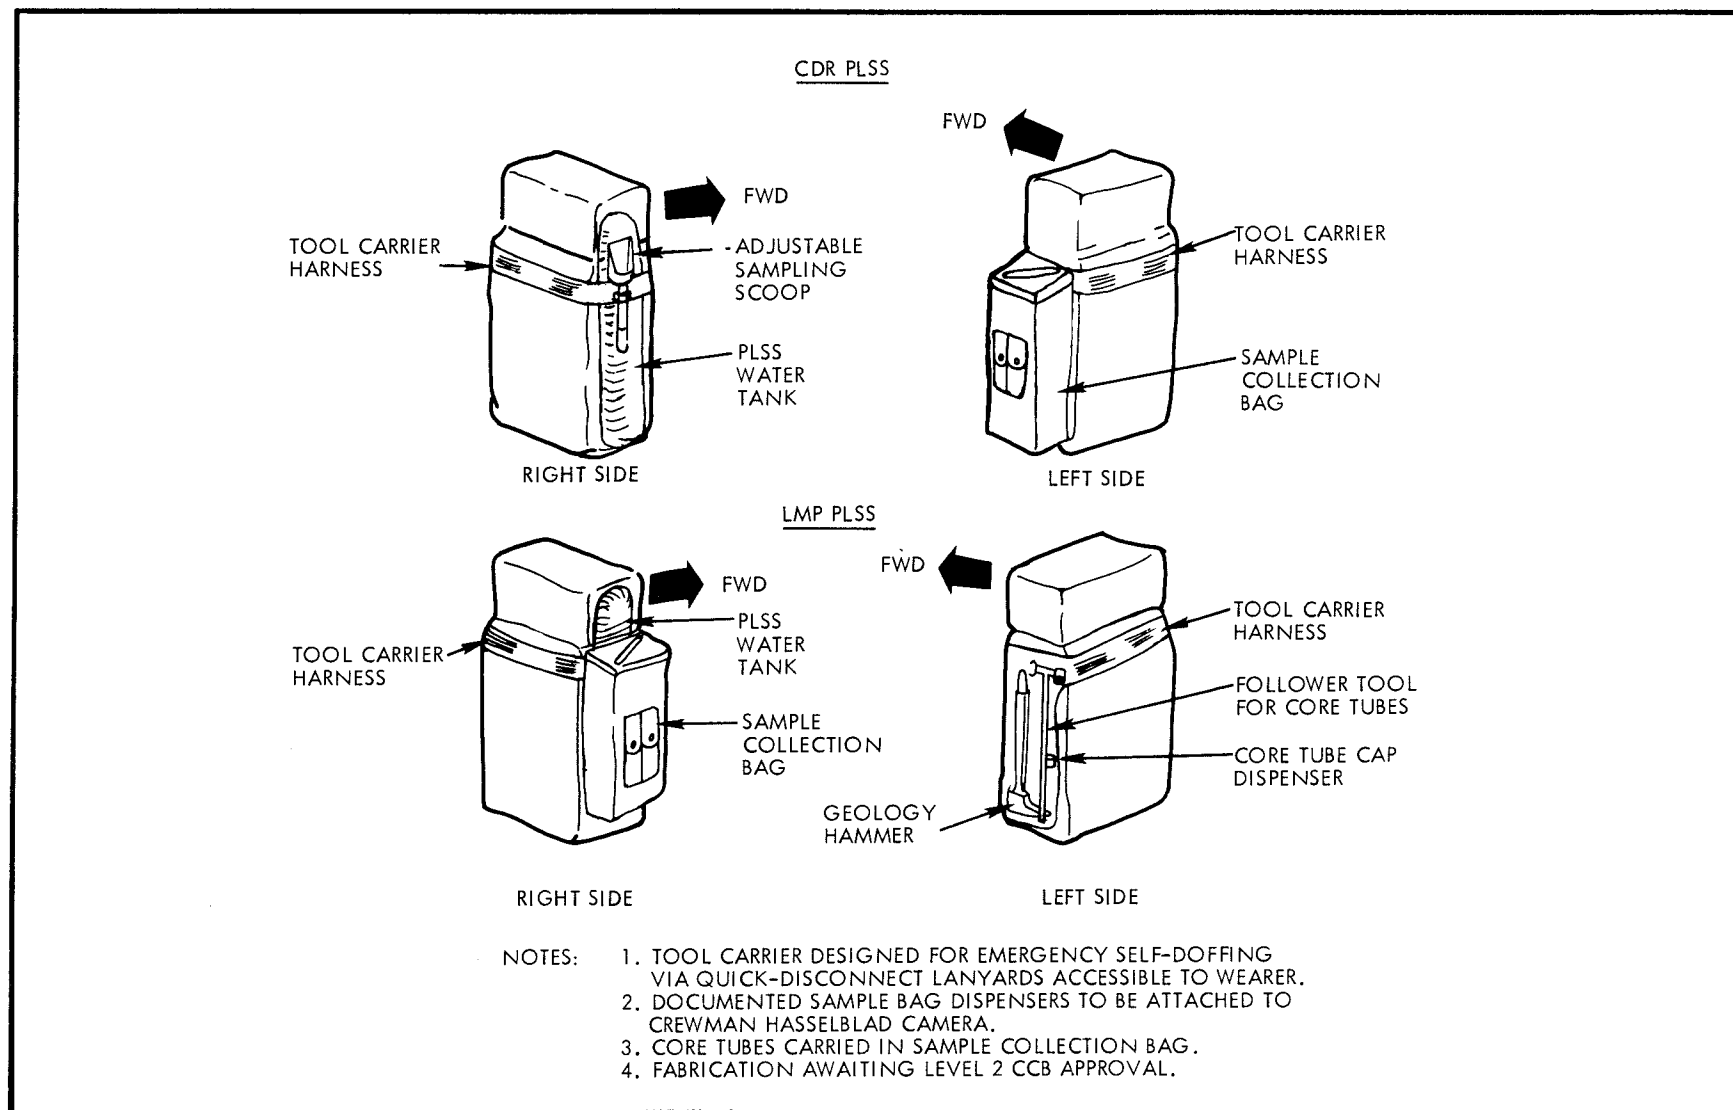 CDR PLSS
FWD
FWD
TOOL CARRIER
HARNESS
-ADJUSTABLE
SAMPLING
SCOOP
TOOL CARRIER
HARNESS
PLSS
WATER
TANK
SAMPLE
COLLECTION
BAG
RIGHT SIDE
LEFT SIDE
LMP PLSS
FWD
FWD
PLSS
WATER
TANK
TOOL CARRIER
HARNESS
TOOL CARRIER
HARNESS
FOLLOWER TOOL
FOR CORE TUBES
SAMPLE
COLLECTION
BAG
CORE TUBE CAP
DISPENSER
GEOLOGY
HAMMER
RIGHT SIDE
LEFT SIDE
NOTES: 1. TOOL CARRIER DESIGNED FOR EMERGENCY SELF-DOFFING
VIA QUICK-DISCONNECT LANYARDS ACCESSIBLE TO WEARER.
2. DOCUMENTED SAMPLE BAG DISPENSERS TO BE ATTACHED TO
CREWMAN HASSELBLAD CAMERA.
3. CORE TUBES CARRIED IN SAMPLE COLLECTION BAG.
4. FABRICATION AWAITING LEVEL 2 CCB APPROVAL.